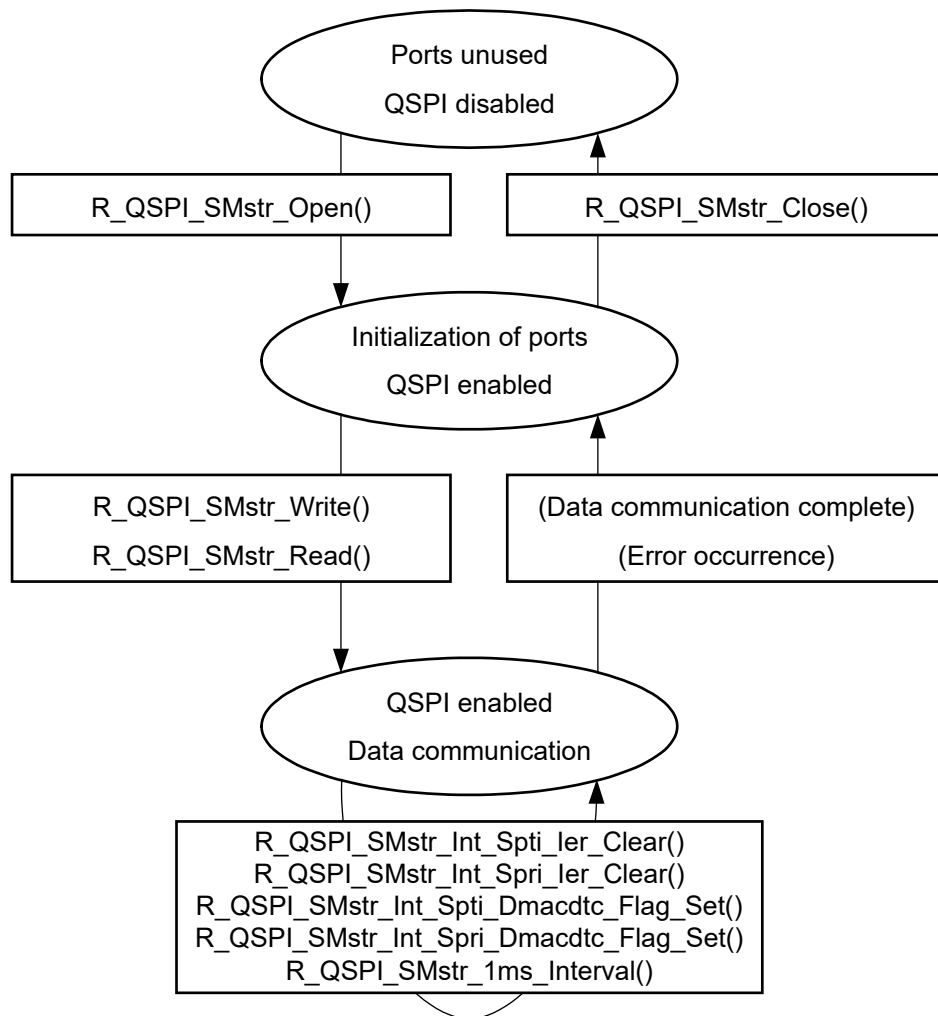 Ports unused
QSPI disabled
R_QSPI_SMstr_Open()
R_QSPI_SMstr_Close()
Initialization of ports
QSPI enabled
R_QSPI_SMstr_Write()
R_QSPI_SMstr_Read()
(Data communication complete)
(Error occurrence)
QSPI enabled
Data communication
R_QSPI_SMstr_Int_Spti_Ier_Clear()
R_QSPI_SMstr_Int_Spri_Ier_Clear()
R_QSPI_SMstr_Int_Spti_Dmacdtc_Flag_Set()
R_QSPI_SMstr_Int_Spri_Dmacdtc_Flag_Set()
R_QSPI_SMstr_1ms_Interval()